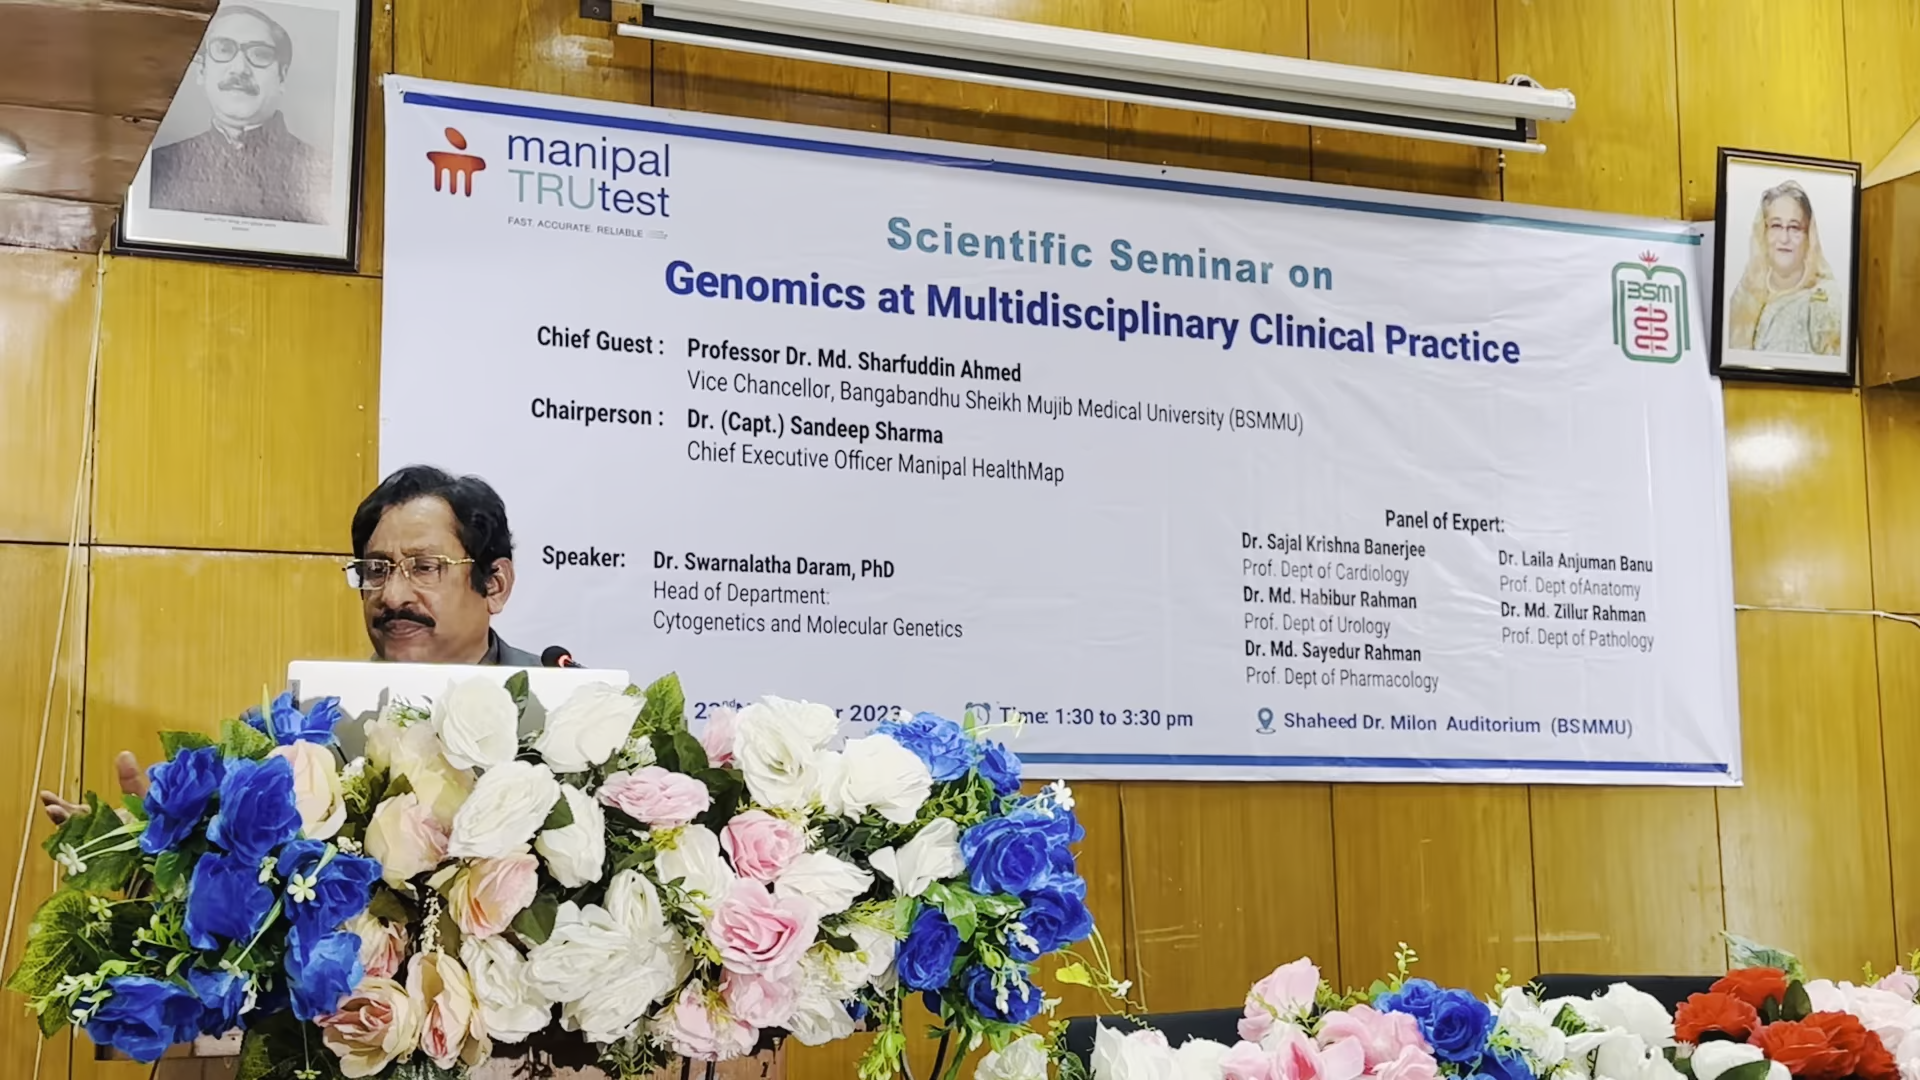 manipal
TRUtest
FAST. ACCURATE. RELIABLE
Scientific Seminar on
Genomics at Multidisciplinary Clinical Practice
BSM
Chief Guest : Professor Dr. Md. Sharfuddin Ahmed
Vice Chancellor, Bangabandhu Sheikh Mujib Medical University (BSMMU)
Chairperson : Dr. (Capt.) Sandeep Sharma
Chief Executive Officer Manipal HealthMap
Speaker: Dr. Swarnalatha Daram, PhD
Head of Department:
Cytogenetics and Molecular Genetics
Panel of Expert:
Dr. Sajal Krishna Banerjee
Prof. Dept of Cardiology
Dr. Md. Habibur Rahman
Prof. Dept of Urology
Dr. Md. Sayedur Rahman
Prof. Dept of Pharmacology
Dr. Laila Anjuman Banu
Prof. Dept ofAnatomy
Dr. Md. Zillur Rahman
Prof. Dept of Pathology
2023
Time: 1:30 to 3:30 pm
Shaheed Dr. Milon Auditorium (BSMMU)